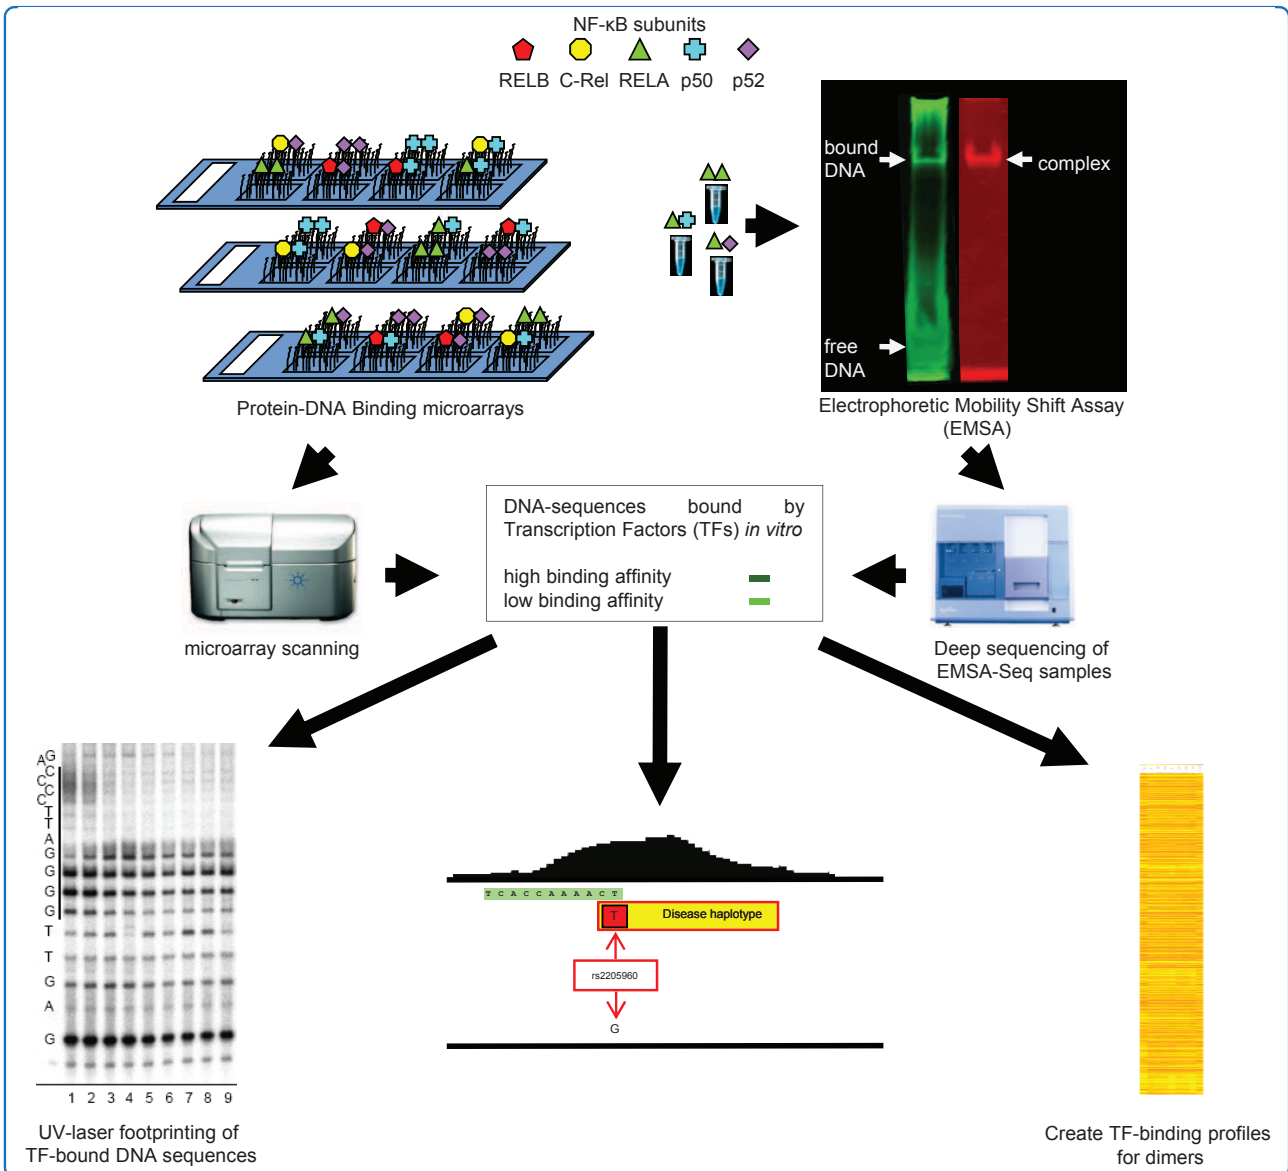 NF-κB subunits
RELB C-Rel RELA p50 p52
bound
DNA
complex
free
DNA
Protein-DNA Binding microarrays
Electrophoretic Mobility Shift Assay
(EMSA)
DNA-sequences bound by
Transcription Factors (TFs) in vitro
high binding affinity
low binding affinity
microarray scanning
Deep sequencing of
EMSA-Seq samples
G
A
C
C
C
C
T
T
A
G
G
G
G
T
T
G
A
G
1 2 3 4 5 6 7 8 9
UV-laser footprinting of
TF-bound DNA sequences
T C A C C A A A A C T
T Disease haplotype
rs2205960
G
Create TF-binding profiles
for dimers